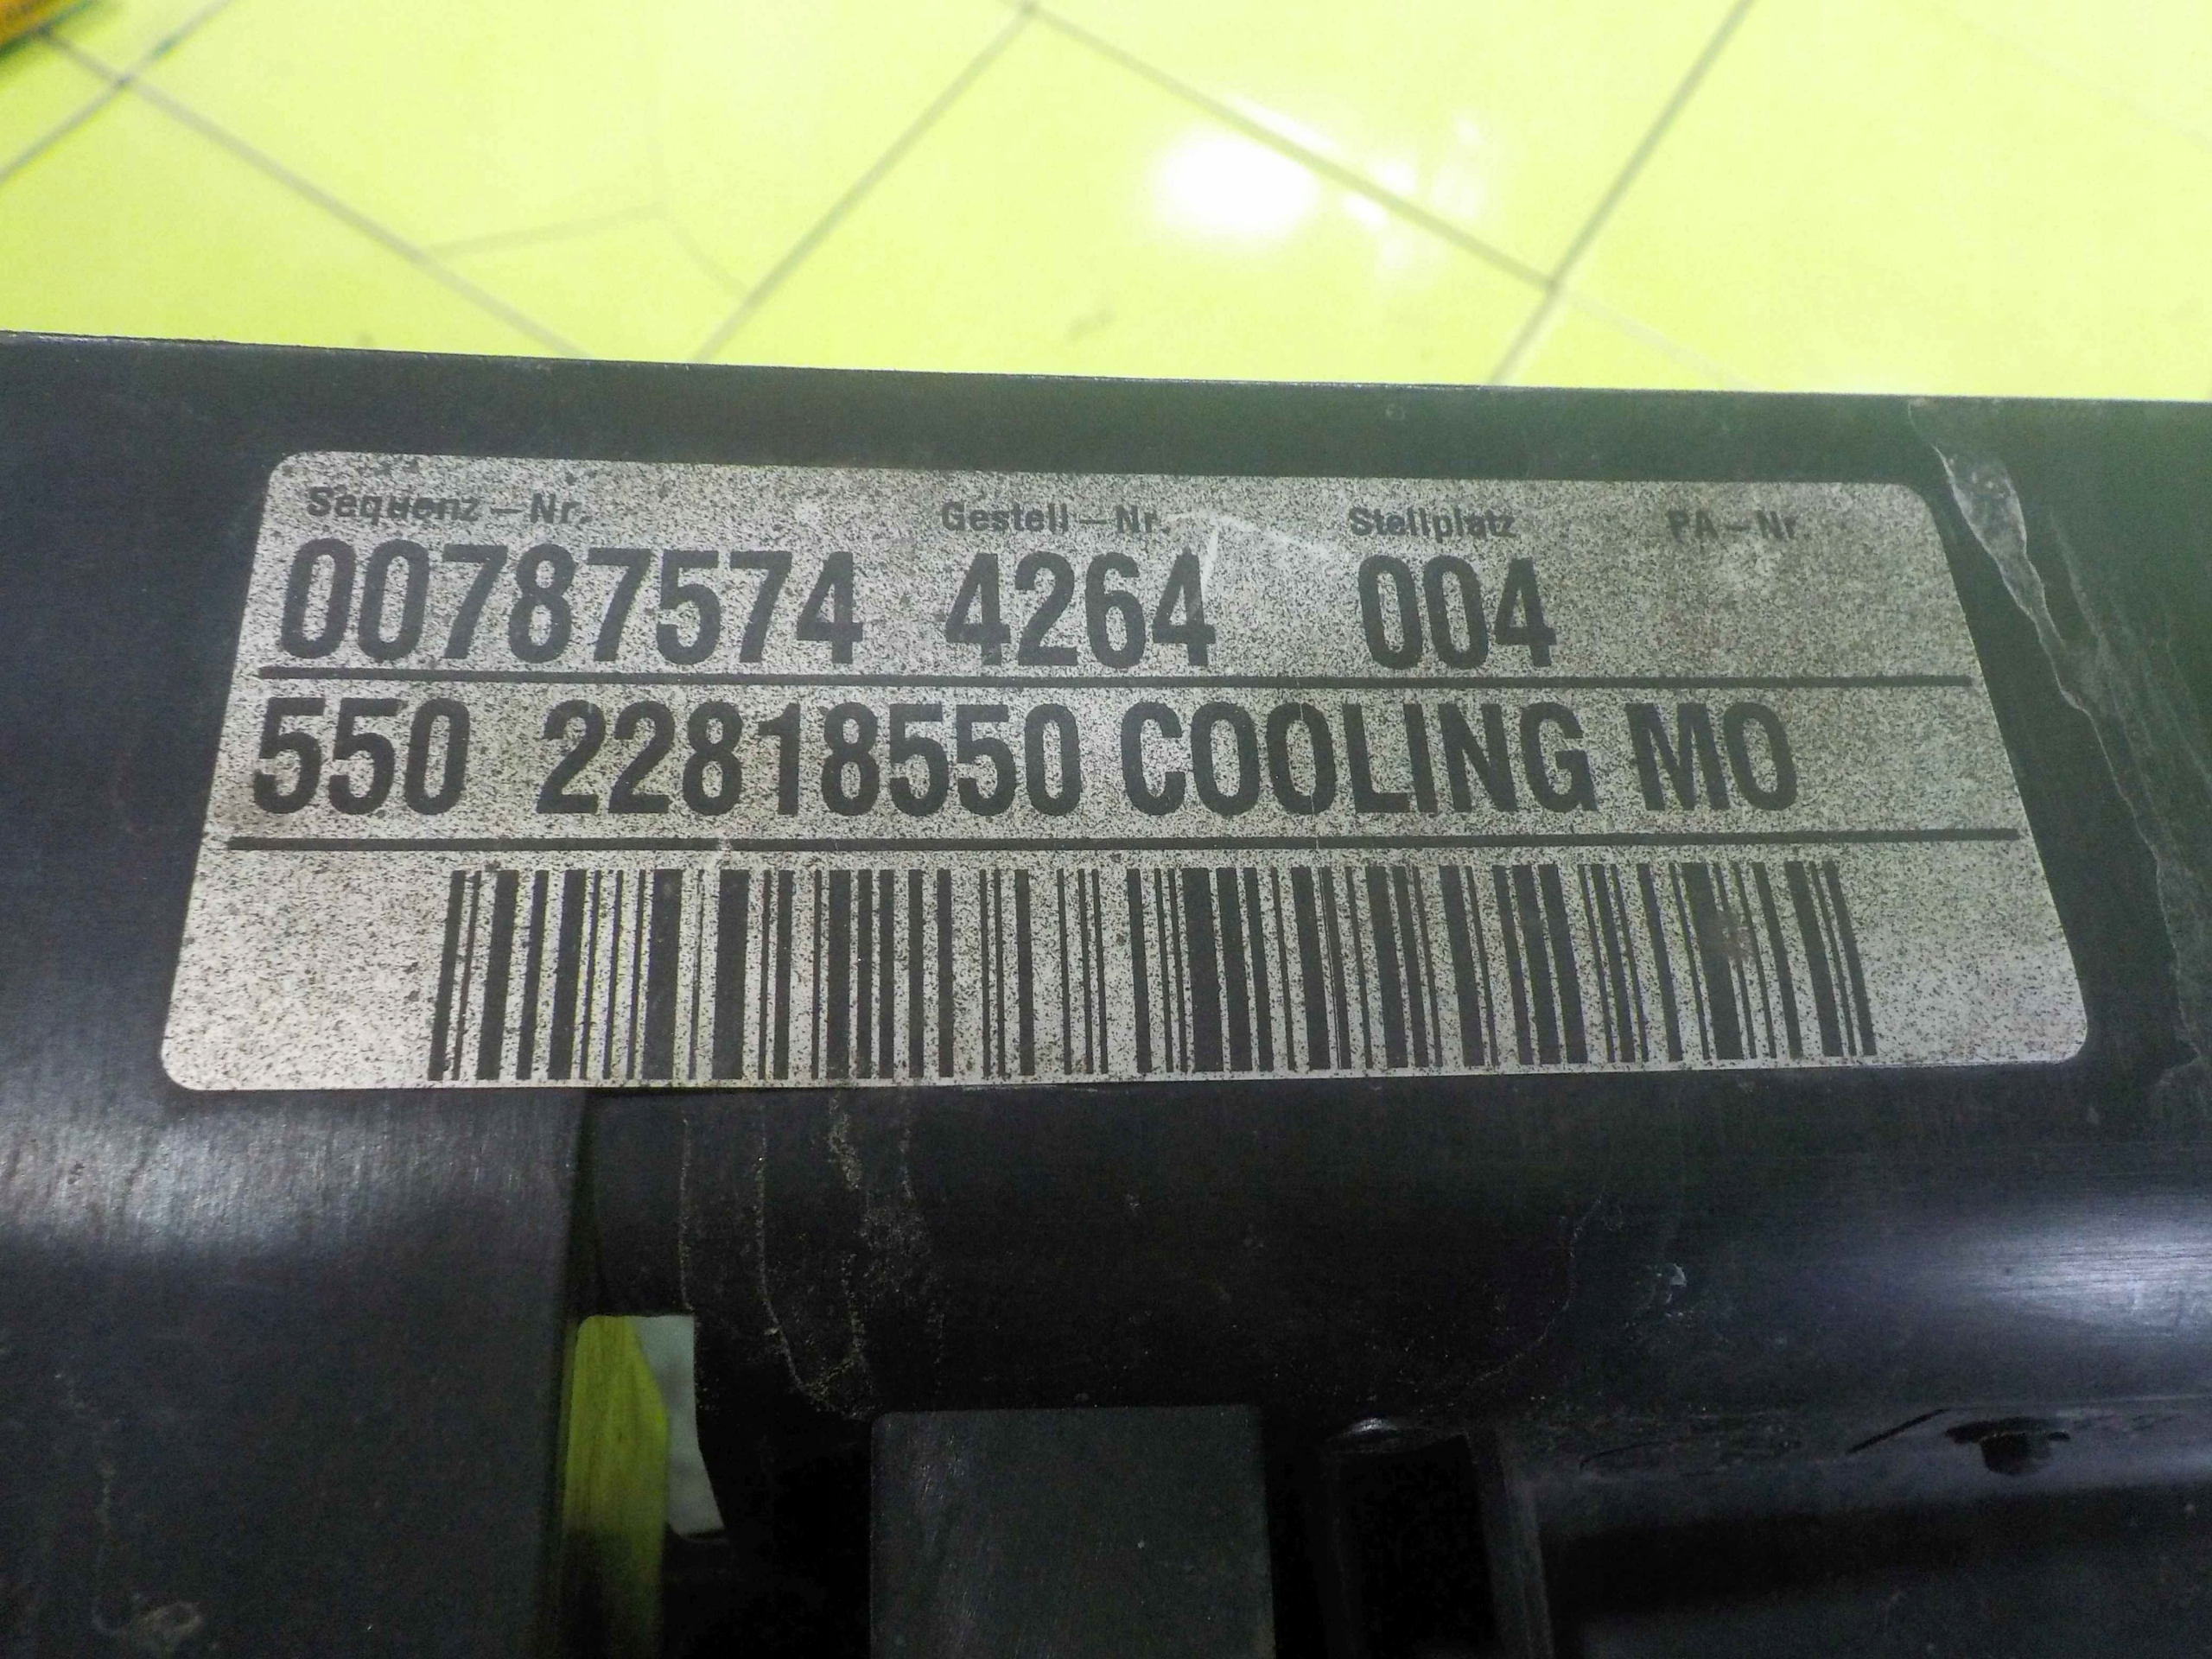 Sequenz-Nr. Gestell-Nr. Stellplatz PA-Nr
00787574 4264 004
550 22818550 COOLING MO